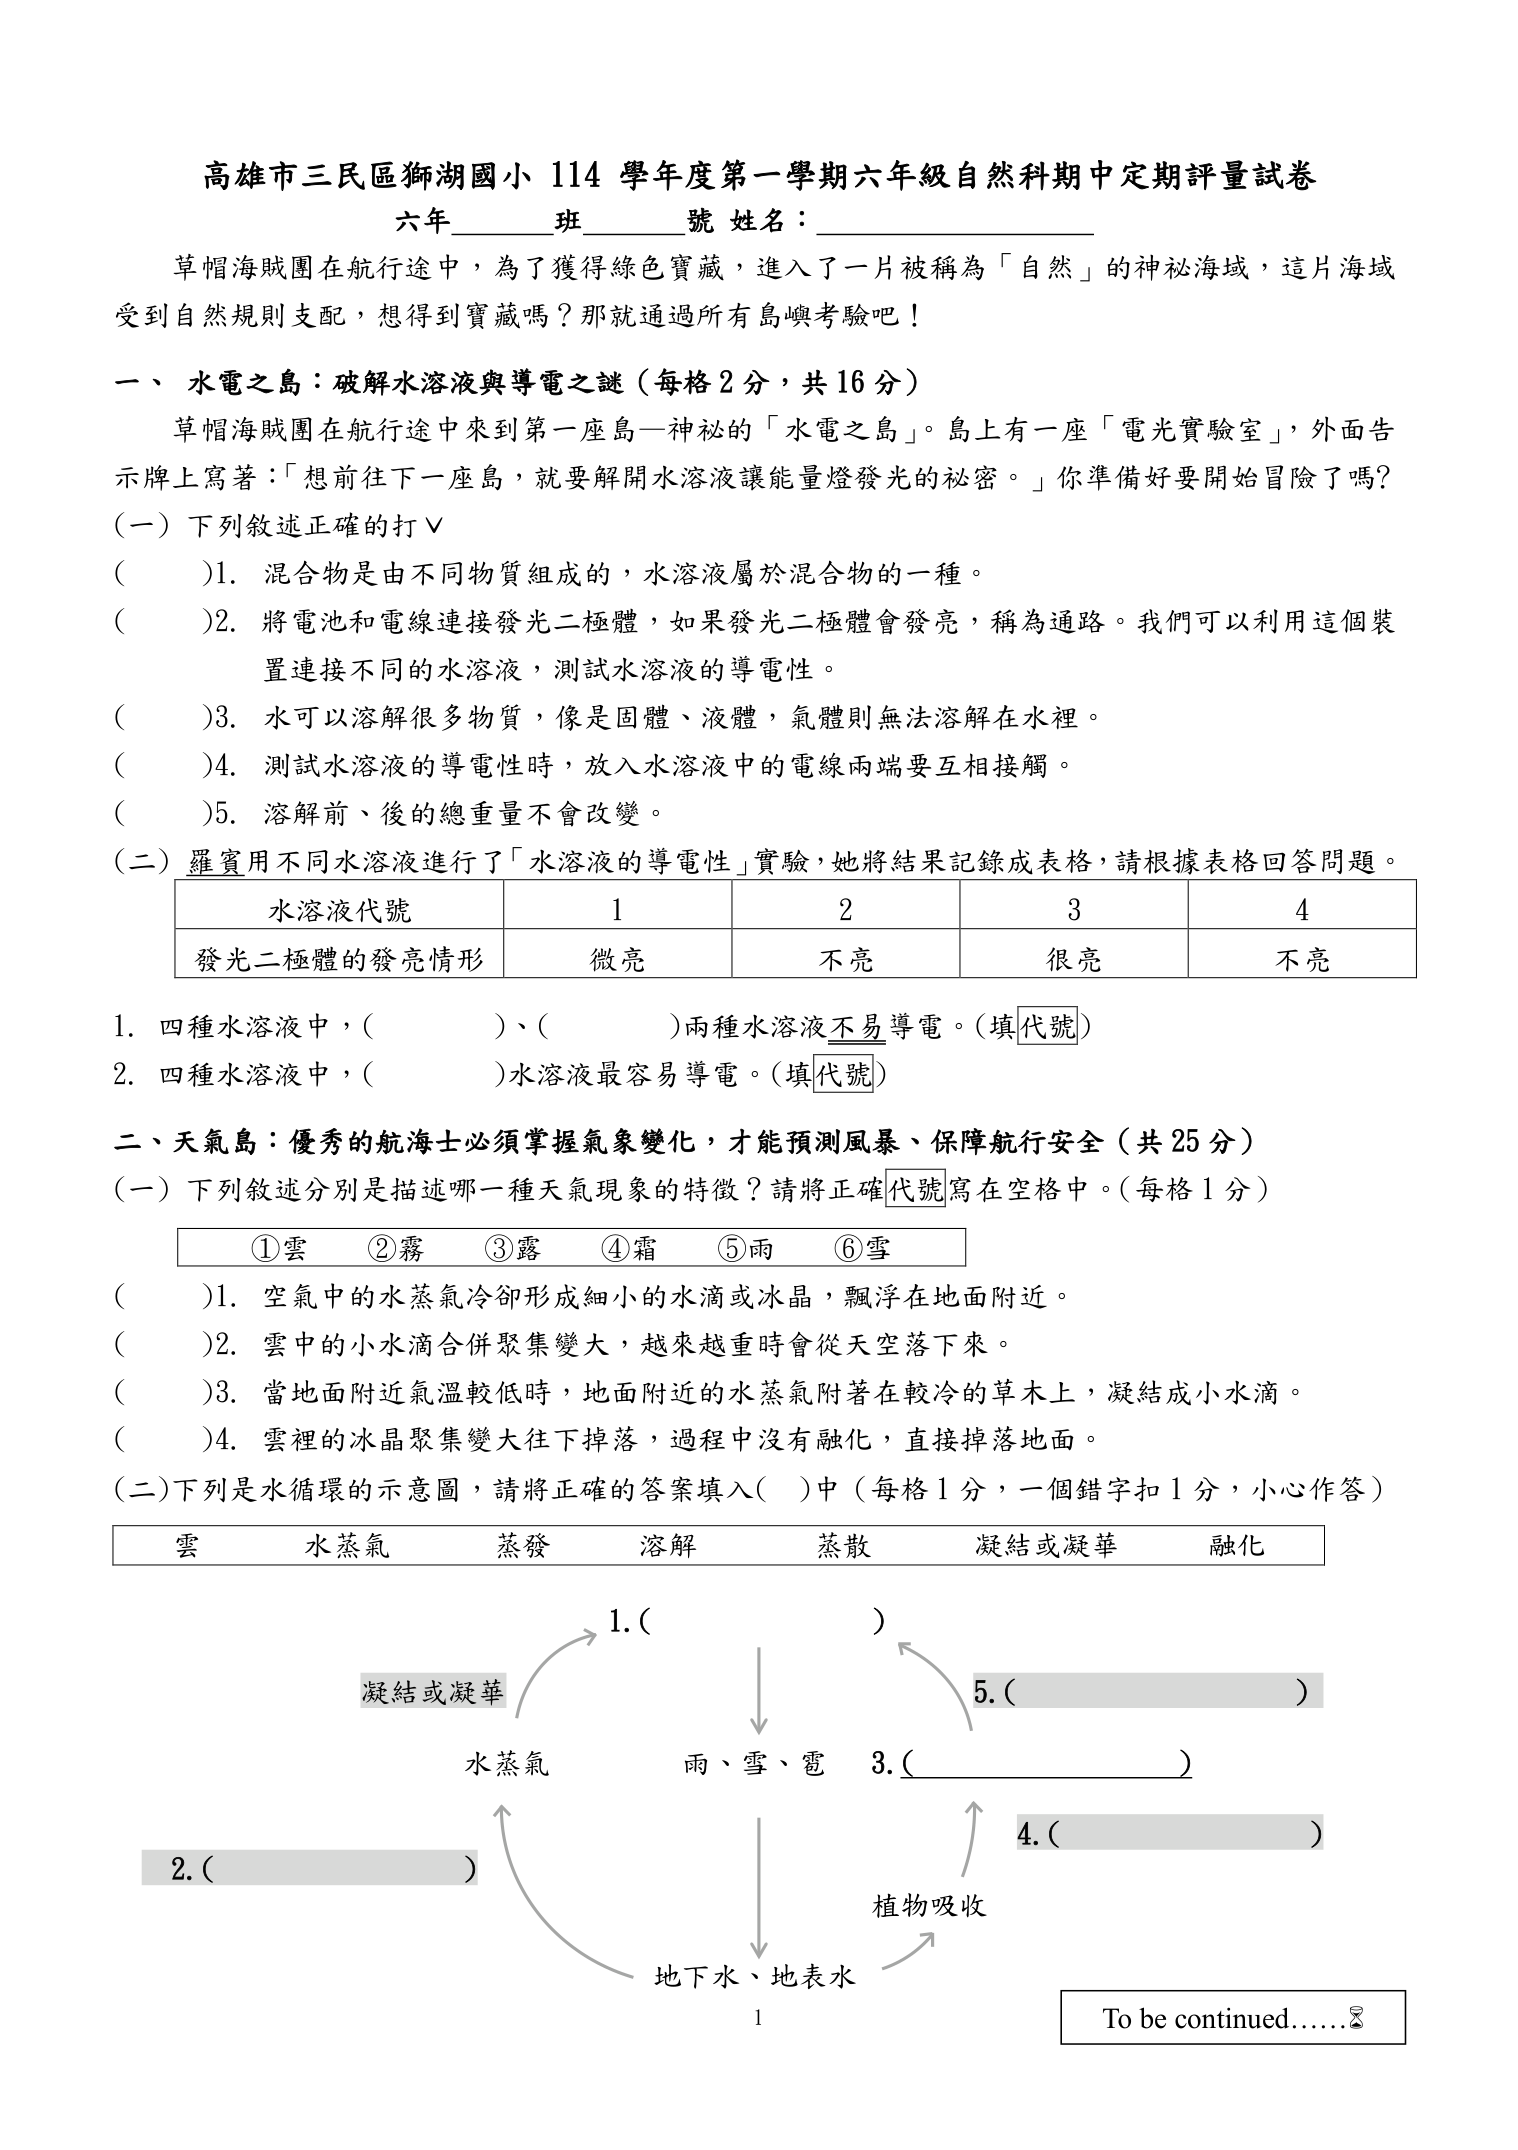 高雄市三民區獅湖國小 114 學年度第一學期六年級自然科期中定期評量試卷
六年______班______號 姓名：________________
草帽海賊團在航行途中，為了獲得綠色寶藏，進入了一片被稱為「自然」的神祕海域，這片海域
受到自然規則支配，想得到寶藏嗎？那就通過所有島嶼考驗吧！
一、 水電之島：破解水溶液與導電之謎（每格 2 分，共 16 分）
草帽海賊團在航行途中來到第一座島—神祕的「水電之島」。島上有一座「電光實驗室」，外面告
示牌上寫著：「想前往下一座島，就要解開水溶液讓能量燈發光的祕密。」你準備好要開始冒險了嗎?
(一) 下列敘述正確的打ˇ
(　　)1. 混合物是由不同物質組成的，水溶液屬於混合物的一種。
(　　)2. 將電池和電線連接發光二極體，如果發光二極體會發亮，稱為通路。我們可以利用這個裝
置連接不同的水溶液，測試水溶液的導電性。
(　　)3. 水可以溶解很多物質，像是固體、液體，氣體則無法溶解在水裡。
(　　)4. 測試水溶液的導電性時，放入水溶液中的電線兩端要互相接觸。
(　　)5. 溶解前、後的總重量不會改變。
(二) 羅賓用不同水溶液進行了「水溶液的導電性」實驗，她將結果記錄成表格，請根據表格回答問題。
水溶液代號 1 2 3 4
發光二極體的發亮情形 微亮 不亮 很亮 不亮
1. 四種水溶液中，(　　　　)、(　　　　)兩種水溶液不易導電。(填代號)
2. 四種水溶液中，(　　　　)水溶液最容易導電。(填代號)
二、天氣島：優秀的航海士必須掌握氣象變化，才能預測風暴、保障航行安全（共 25 分）
(一) 下列敘述分別是描述哪一種天氣現象的特徵？請將正確代號寫在空格中。(每格 1 分)
①雲 ②霧 ③露 ④霜 ⑤雨 ⑥雪
(　　)1. 空氣中的水蒸氣冷卻形成細小的水滴或冰晶，飄浮在地面附近。
(　　)2. 雲中的小水滴合併聚集變大，越來越重時會從天空落下來。
(　　)3. 當地面附近氣溫較低時，地面附近的水蒸氣附著在較冷的草木上，凝結成小水滴。
(　　)4. 雲裡的冰晶聚集變大往下掉落，過程中沒有融化，直接掉落地面。
(二)下列是水循環的示意圖，請將正確的答案填入(　)中（每格 1 分，一個錯字扣 1 分，小心作答）
雲 水蒸氣 蒸發 溶解 蒸散 凝結或凝華 融化
1.(　　　　　　　　)
凝結或凝華 5.(　　　　　　　　)
水蒸氣 雨、雪、雹 3.(　　　　　　　　)
4.(　　　　　　　　)
2.(　　　　　　　　)
植物吸收
地下水、地表水
1
To be continued……⏳